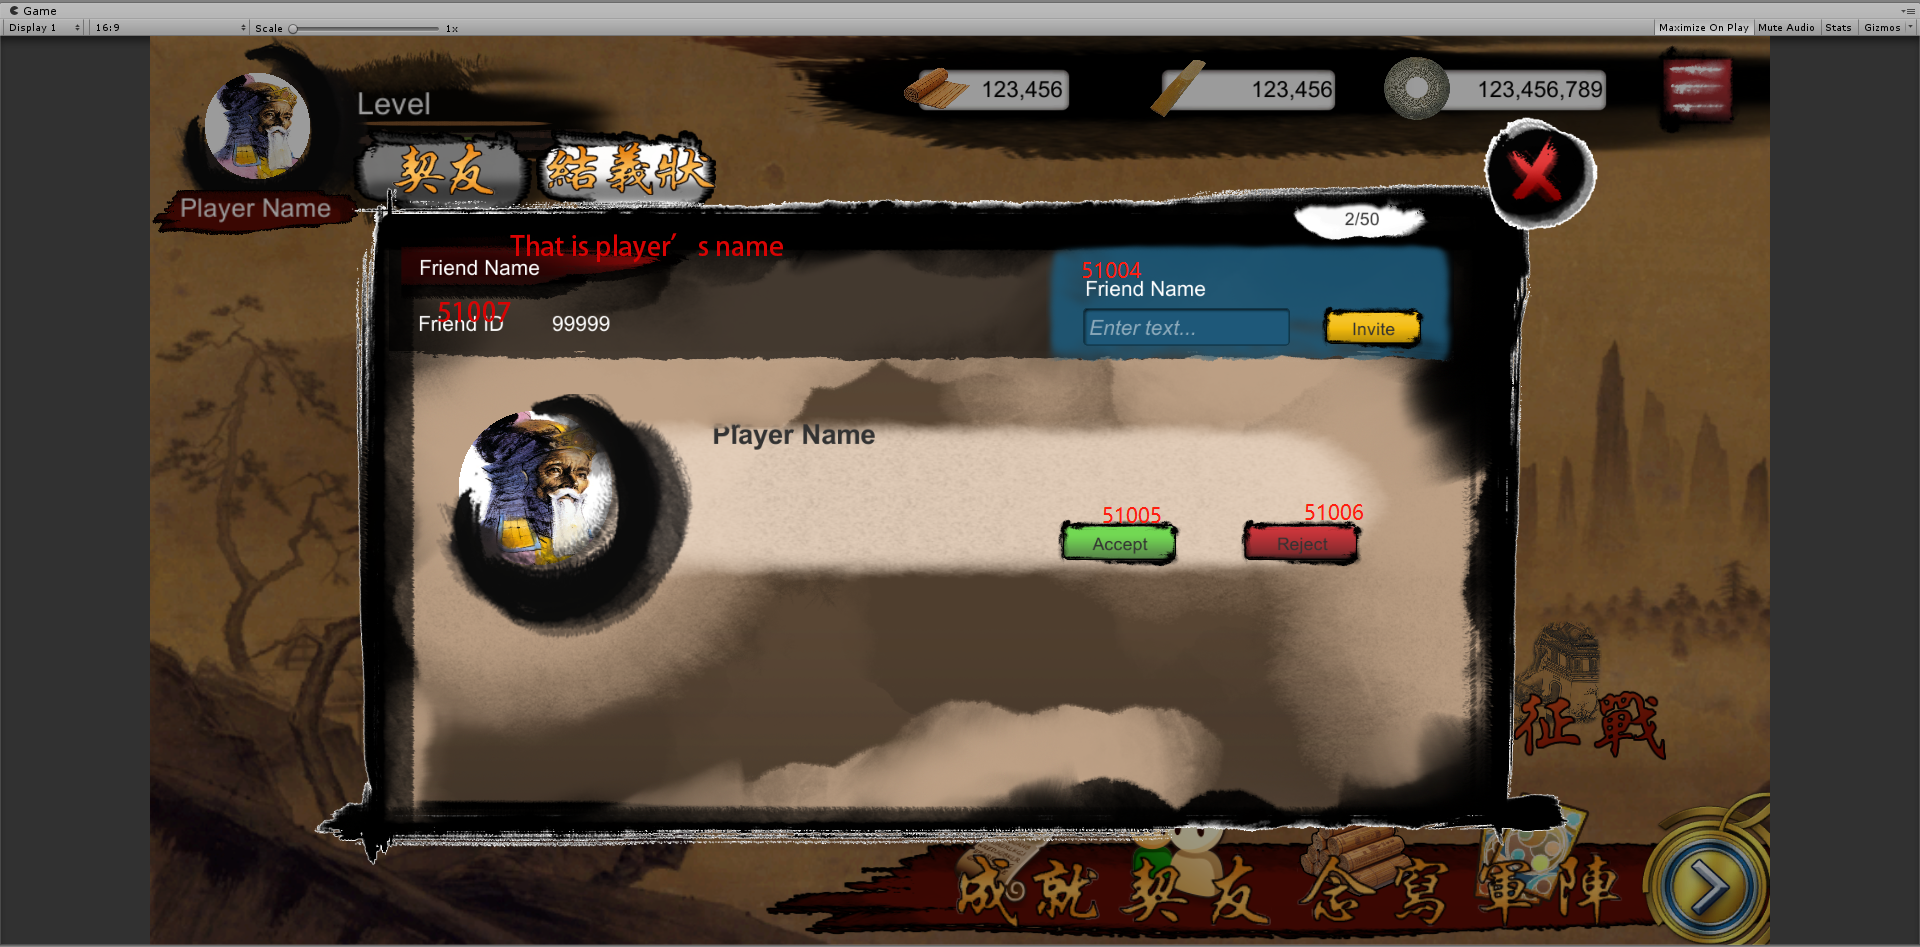 Game
Display 1
16:9
Scale
1x
Maximize On Play
Mute Audio
Stats
Gizmos
Level
123,456
123,456
123,456,789
契友
結義狀
Player Name
2/50
That is player's name
Friend Name
51004
Friend Name
51007
Friend ID
99999
Enter text...
Invite
Player Name
51005
51006
Accept
Reject
征戰
成就
契友
念寫
軍陣